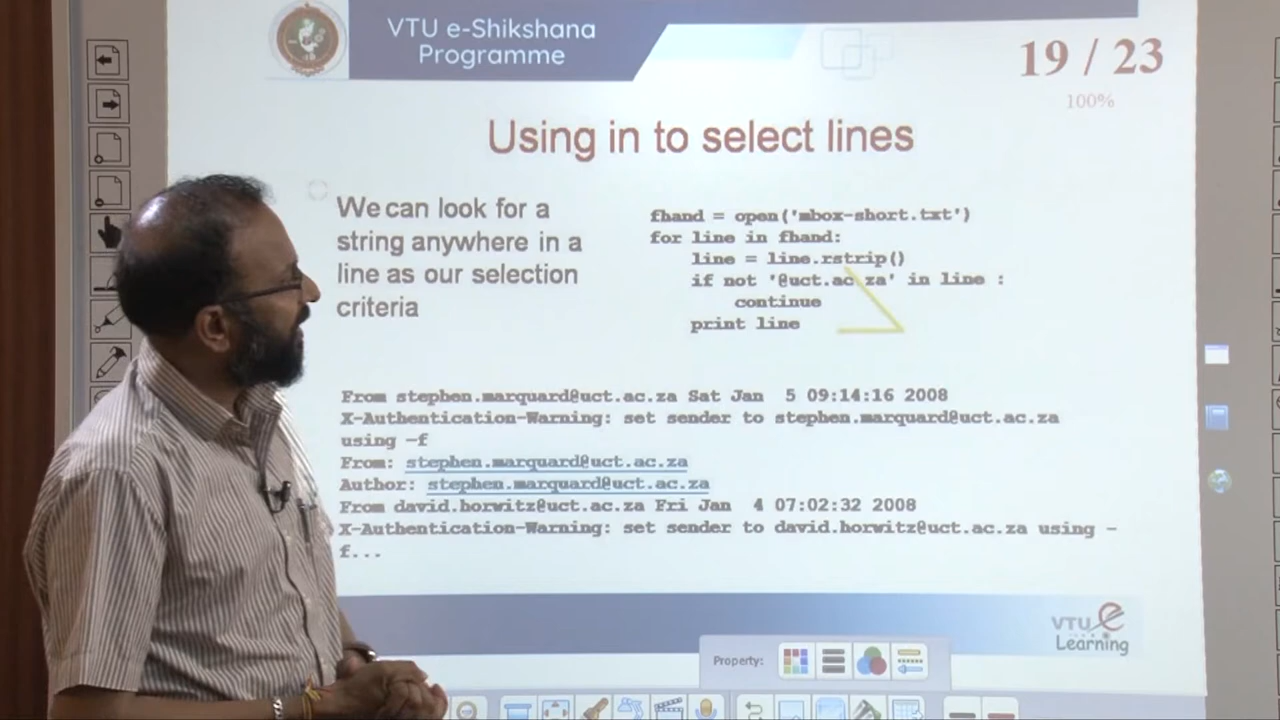 VTU e-Shikshana
Programme
19 / 23
100%
Using in to select lines
We can look for a
string anywhere in a
line as our selection
criteria
fhand = open('mbox-short.txt')
for line in fhand:
line = line.rstrip()
if not '@uct.ac.za' in line :
continue
print line
From stephen.marquard@uct.ac.za Sat Jan 5 09:14:16 2008
X-Authentication-Warning: set sender to stephen.marquard@uct.ac.za
using –f
From: stephen.marquard@uct.ac.za
Author: stephen.marquard@uct.ac.za
From david.horwitz@uct.ac.za Fri Jan 4 07:02:32 2008
X-Authentication-Warning: set sender to david.horwitz@uct.ac.za using –
f...
VTU e
Learning
Property: